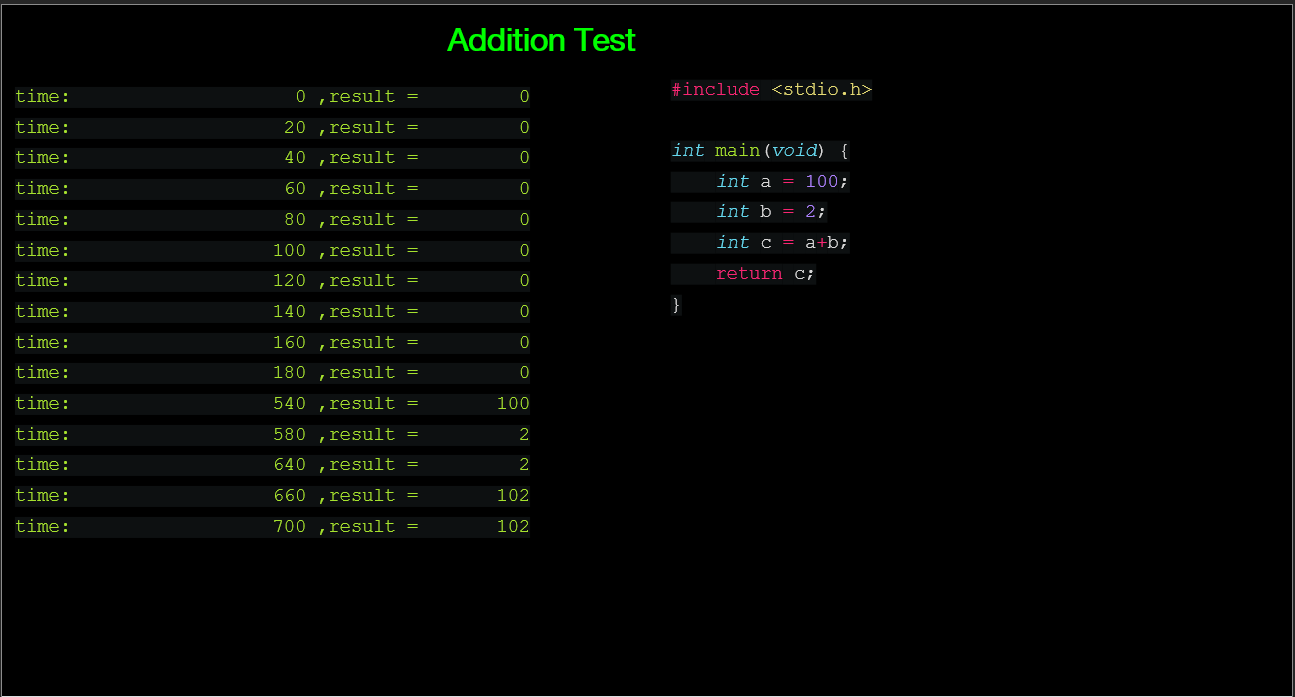 Addition Test
time:                    0 ,result =         0
time:                   20 ,result =         0
time:                   40 ,result =         0
time:                   60 ,result =         0
time:                   80 ,result =         0
time:                  100 ,result =         0
time:                  120 ,result =         0
time:                  140 ,result =         0
time:                  160 ,result =         0
time:                  180 ,result =         0
time:                  540 ,result =       100
time:                  580 ,result =         2
time:                  640 ,result =         2
time:                  660 ,result =       102
time:                  700 ,result =       102
#include <stdio.h>

int main(void) {
    int a = 100;
    int b = 2;
    int c = a+b;
    return c;
}